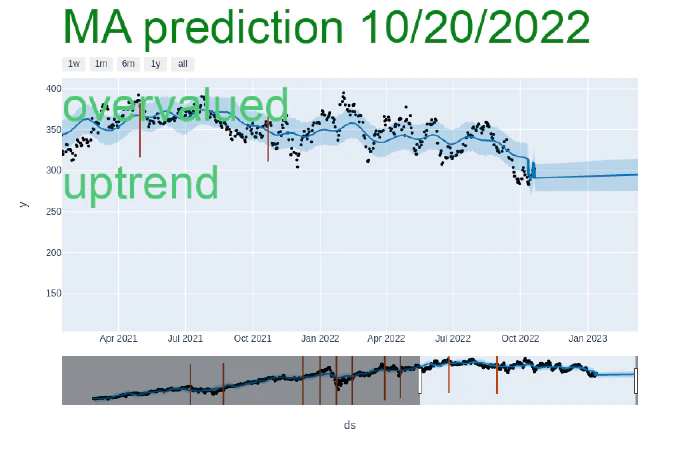 MA prediction 10/20/2022
1w 1m 6m 1y all
400
overvalued
350
300
uptrend
y
250
200
150
Apr 2021 Jul 2021 Oct 2021 Jan 2022 Apr 2022 Jul 2022 Oct 2022 Jan 2023
ds